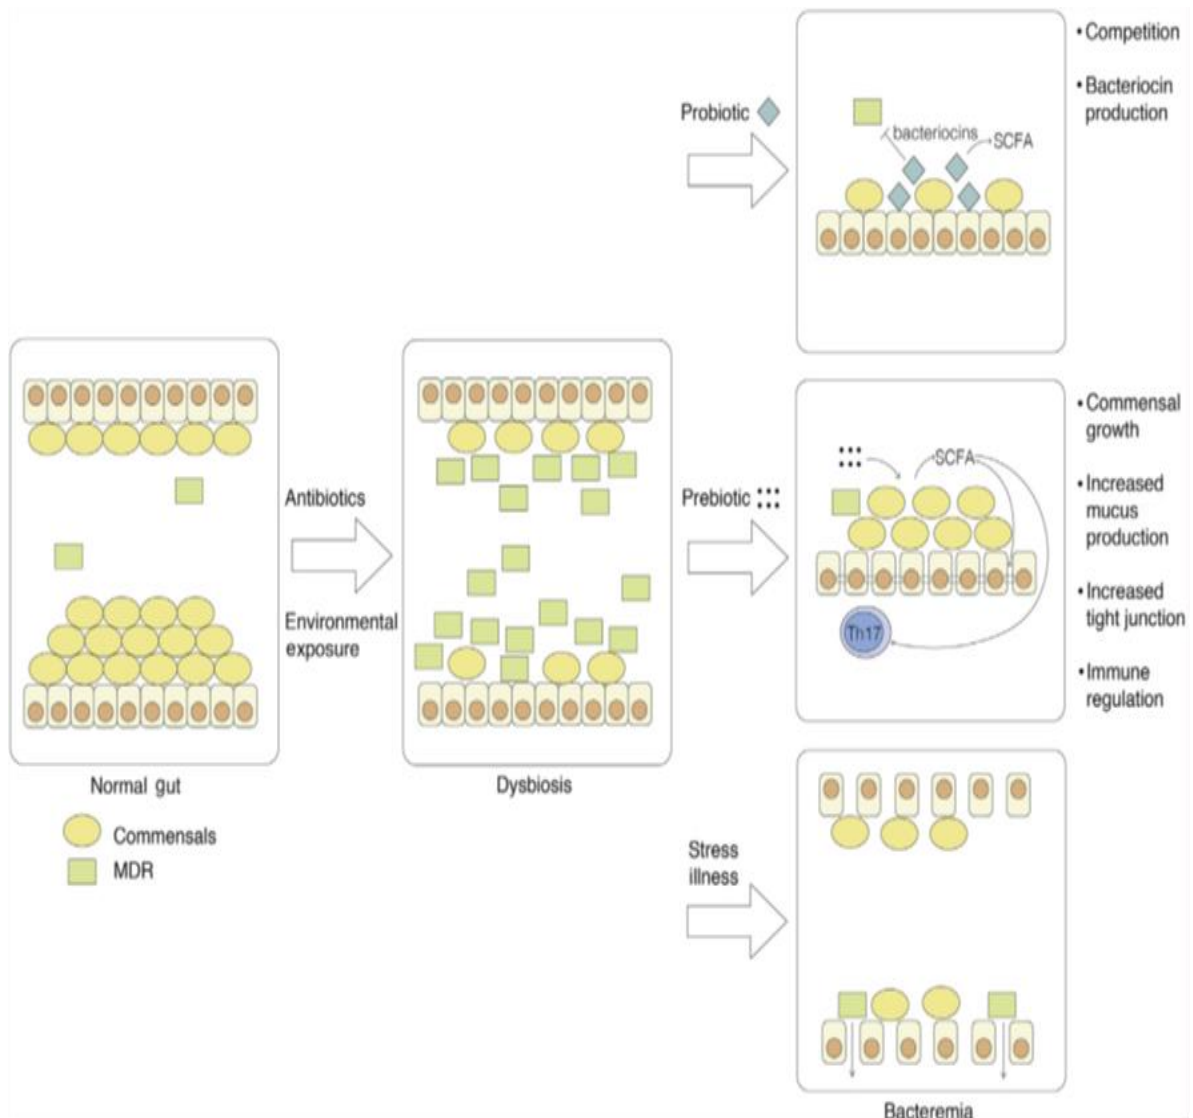 Probiotic
bacteriocins
SCFA
• Competition
• Bacteriocin
production
Antibiotics
Environmental
exposure
Normal gut
Commensals
MDR
Dysbiosis
Prebiotic
SCFA
Th17
• Commensal
growth
• Increased
mucus
production
• Increased
tight junction
• Immune
regulation
Stress
illness
Bacteremia